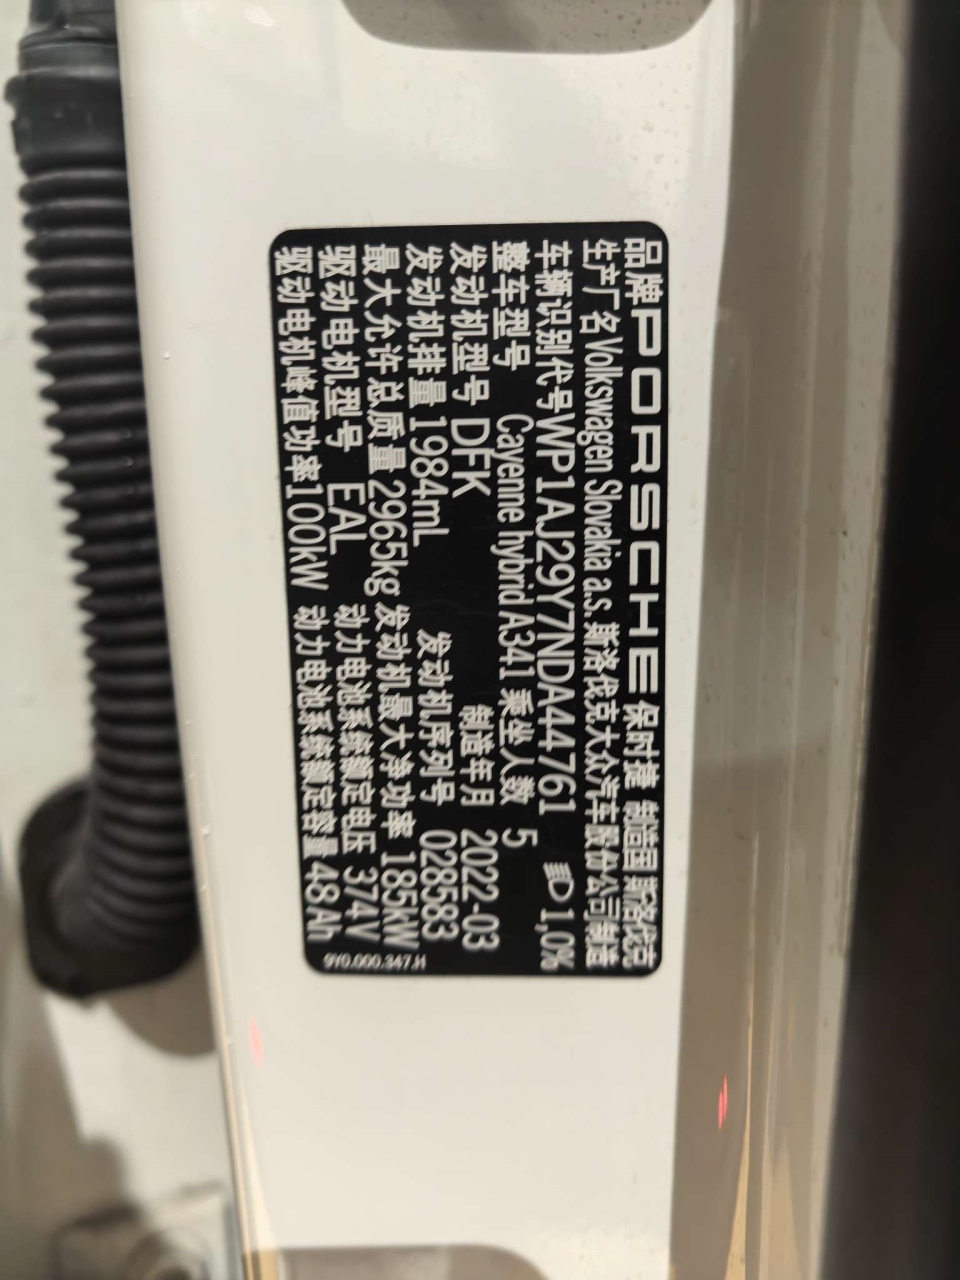 品牌 PORSCHE 保时捷 制造国 斯洛伐克
生产厂名 Volkswagen Slovakia a.s. 斯洛伐克大众汽车股份公司制造
车辆识别代号 WP1AJ29Y7NDA44761 1,0%
整车型号 Cayenne hybrid A341 乘坐人数 5
发动机型号 DFK 制造年月 2022-03
发动机排量 1984mL 发动机序列号 028583
最大允许总质量 2965kg 发动机最大净功率 185kW
驱动电机型号 EAL 动力电池系统额定电压 374V
驱动电机峰值功率 100kW 动力电池系统额定容量 48Ah
9Y0.000.347.H